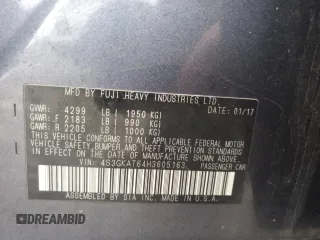 MFD. BY FUJI HEAVY INDUSTRIES LTD.
GVWR: 4299 LB ( 1950 KG) DATE: 01/17
GAWR: F 2183 LB ( 990 KG)
GAWR: R 2205 LB ( 1000 KG)
THIS VEHICLE CONFORMS TO ALL APPLICABLE
FEDERAL MOTOR VEHICLE
SAFETY, BUMPER, AND THEFT PREVENTION STANDARDS
IN EFFECT ON THE DATE OF MANUFACTURE SHOWN ABOVE.
VIN: 4S3GKAT64H3605163 PASSENGER CAR
ASSEMBLED BY SIA INC. IN U.S.A.
DREAMBID